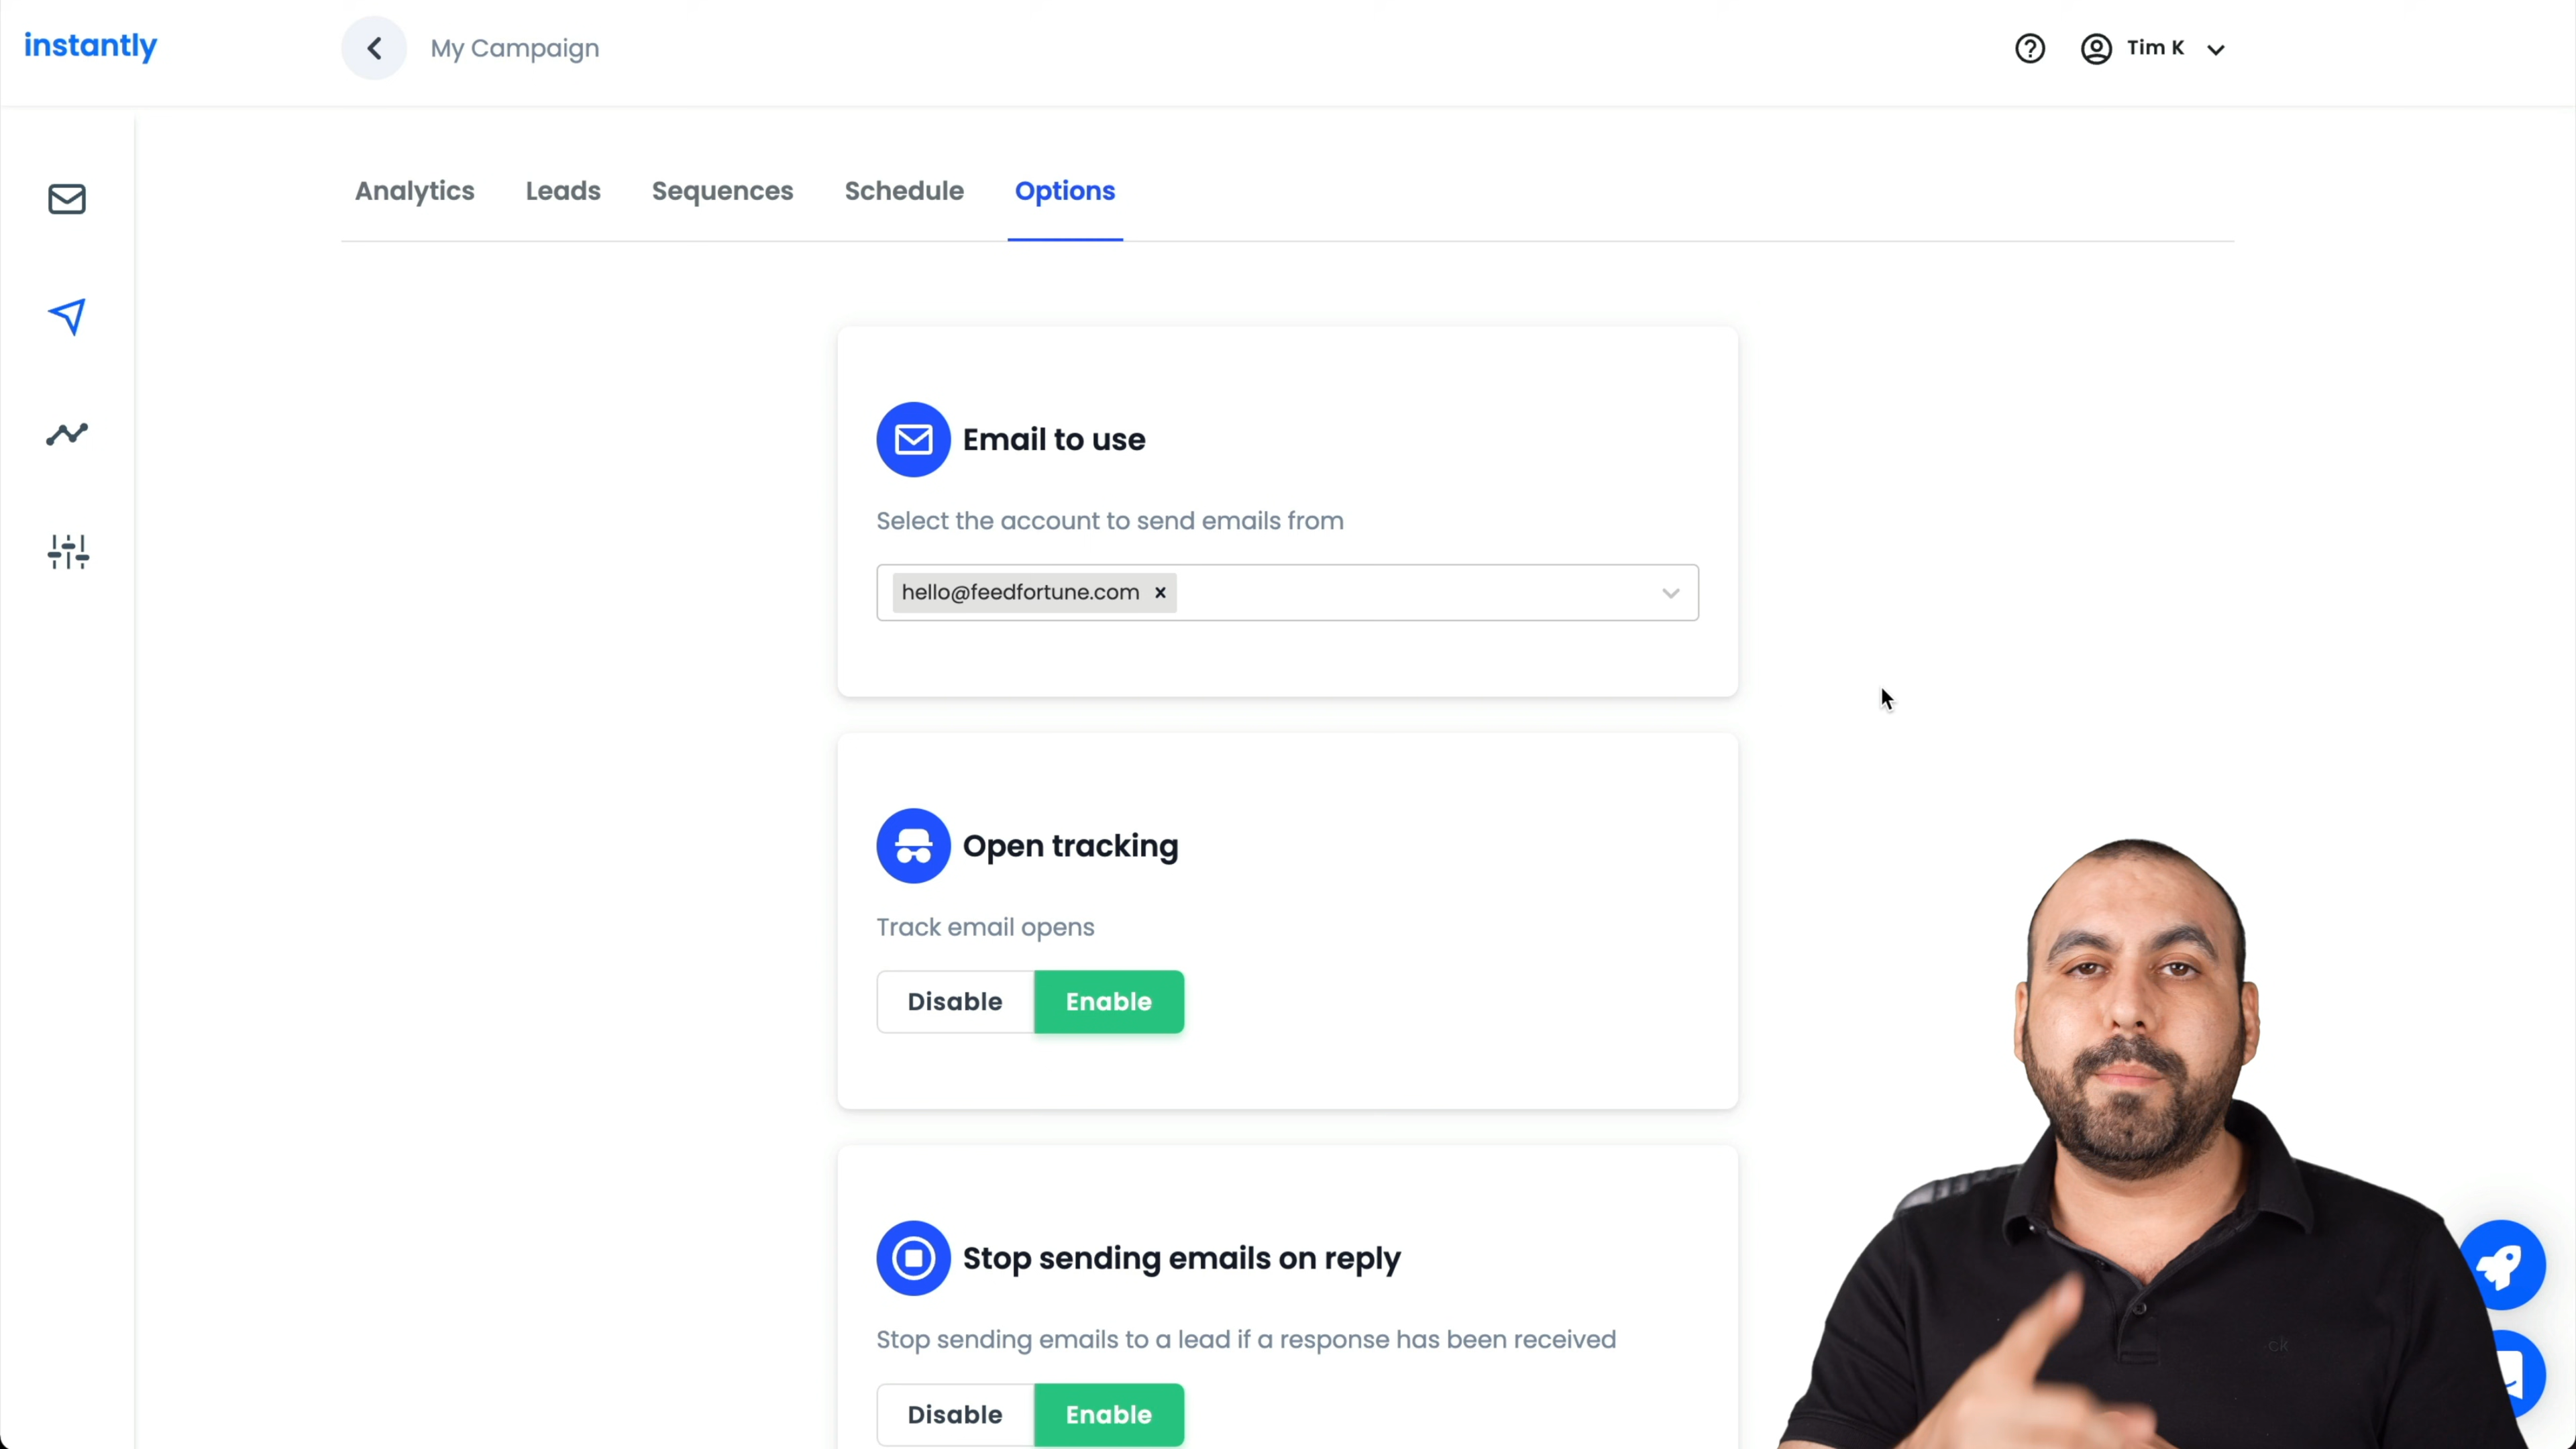 instantly
My Campaign
Tim K
Analytics
Leads
Sequences
Schedule
Options
Email to use
Select the account to send emails from
hello@feedfortune.com
Open tracking
Track email opens
Disable
Enable
Stop sending emails on reply
Stop sending emails to a lead if a response has been received
Disable
Enable